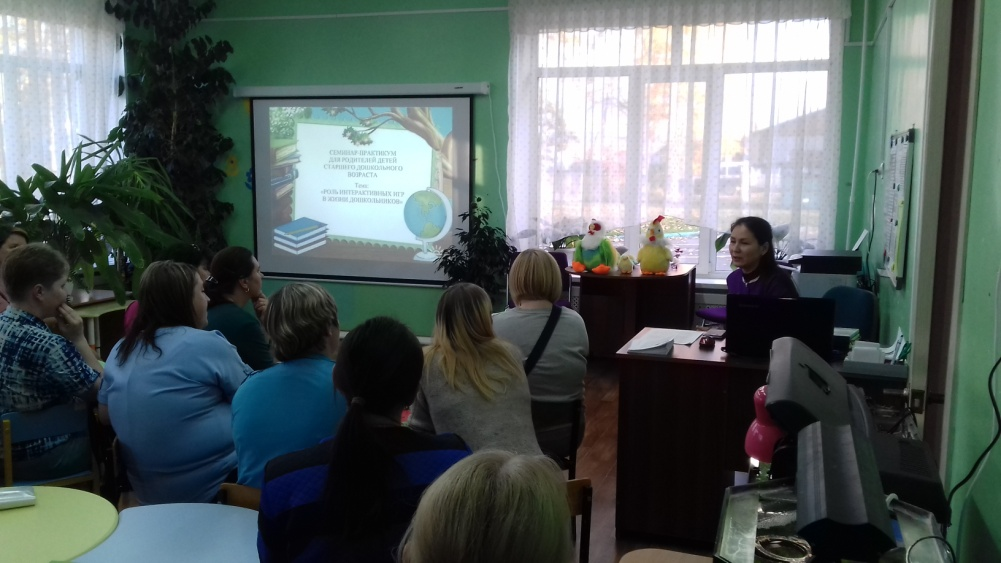 СЕМИНАР ПРАКТИКУМ
ДЛЯ РОДИТЕЛЕЙ ДЕТЕЙ
СТАРШЕГО ДОШКОЛЬНОГО
ВОЗРАСТА
Тема:
«РОЛЬ ИНТЕРАКТИВНЫХ ИГР
В ЖИЗНИ ДОШКОЛЬНИКОВ»